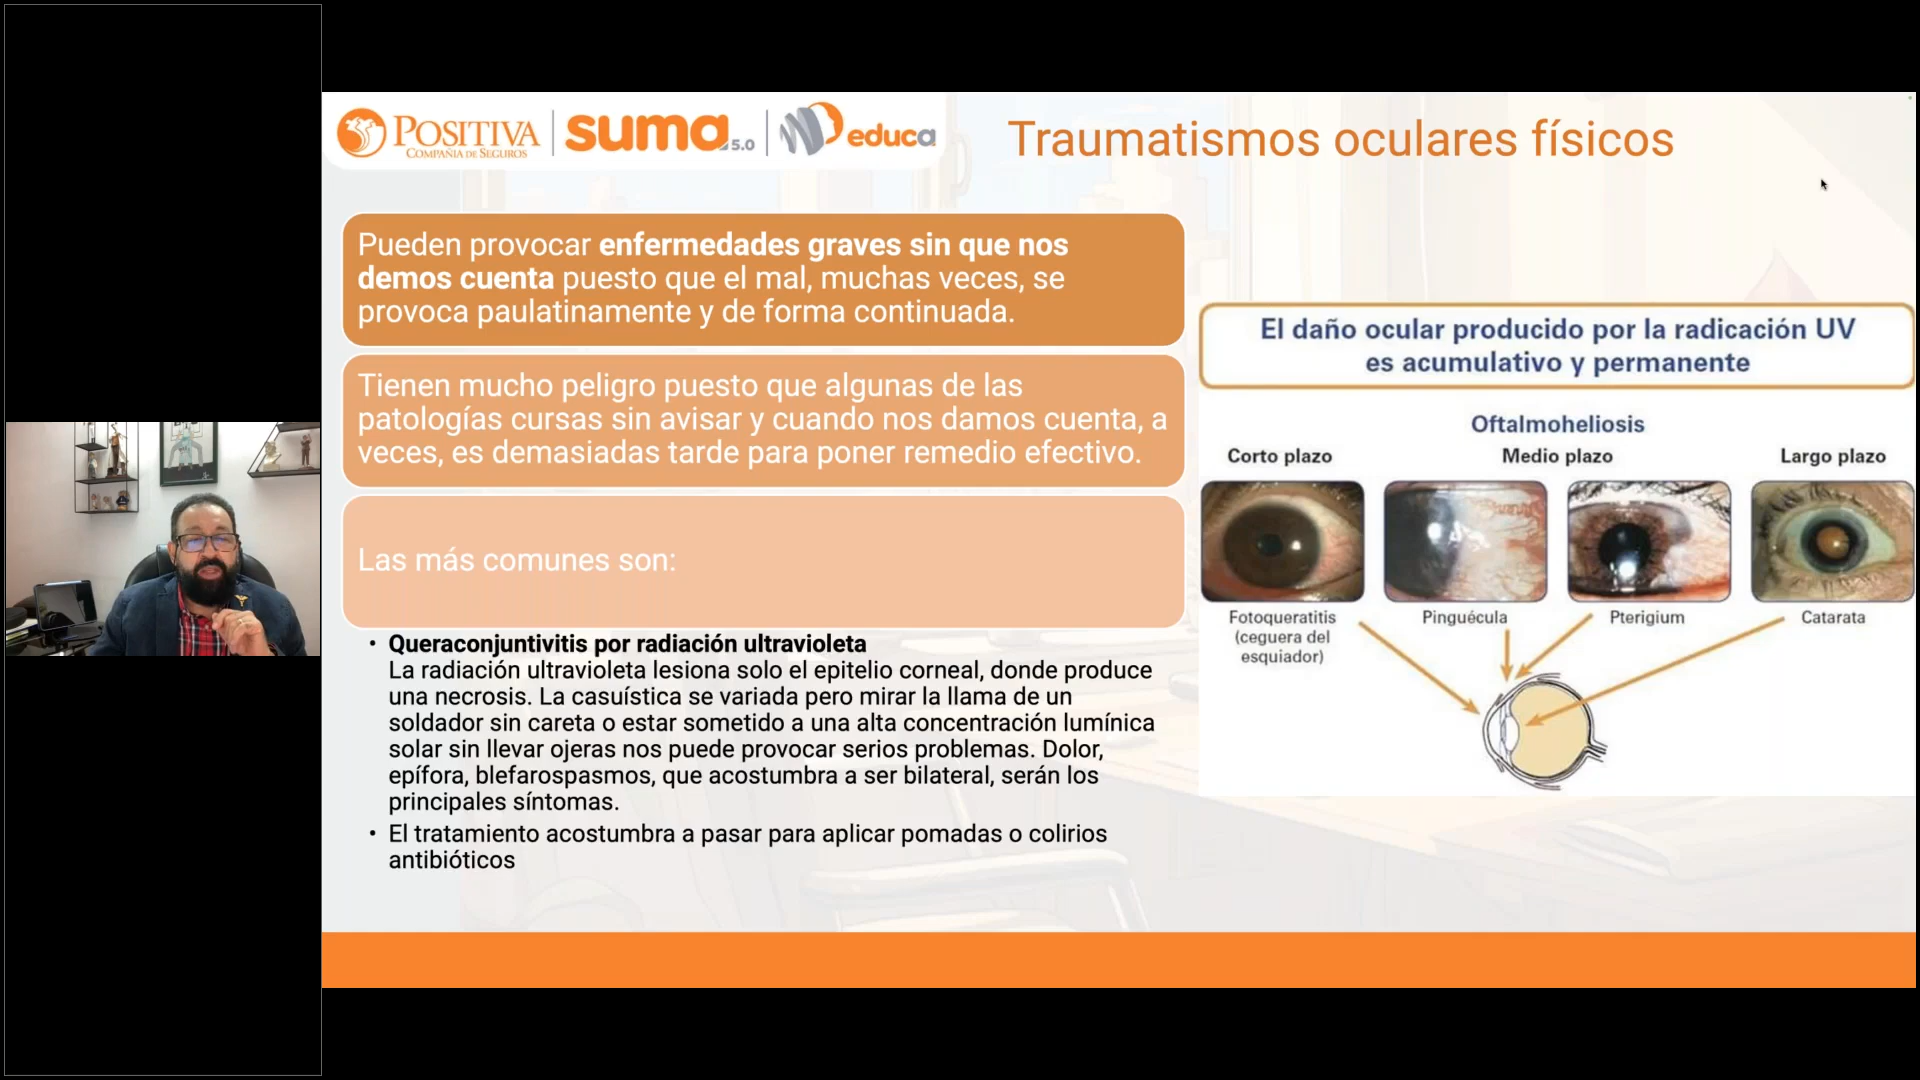 POSITIVA
COMPAÑIA DE SEGUROS
suma 5.0
educa
Traumatismos oculares físicos
Pueden provocar enfermedades graves sin que nos
demos cuenta puesto que el mal, muchas veces, se
provoca paulatinamente y de forma continuada.
Tienen mucho peligro puesto que algunas de las
patologías cursas sin avisar y cuando nos damos cuenta, a
veces, es demasiadas tarde para poner remedio efectivo.
Las más comunes son:
• Queraconjuntivitis por radiación ultravioleta
La radiación ultravioleta lesiona solo el epitelio corneal, donde produce
una necrosis. La casuística se variada pero mirar la llama de un
soldador sin careta o estar sometido a una alta concentración lumínica
solar sin llevar ojeras nos puede provocar serios problemas. Dolor,
epífora, blefarospasmos, que acostumbra a ser bilateral, serán los
principales síntomas.
• El tratamiento acostumbra a pasar para aplicar pomadas o colirios
antibióticos
El daño ocular producido por la radicación UV
es acumulativo y permanente
Oftalmoheliosis
Corto plazo
Medio plazo
Largo plazo
Fotoqueratitis
(ceguera del
esquiador)
Pinguécula
Pterigium
Catarata